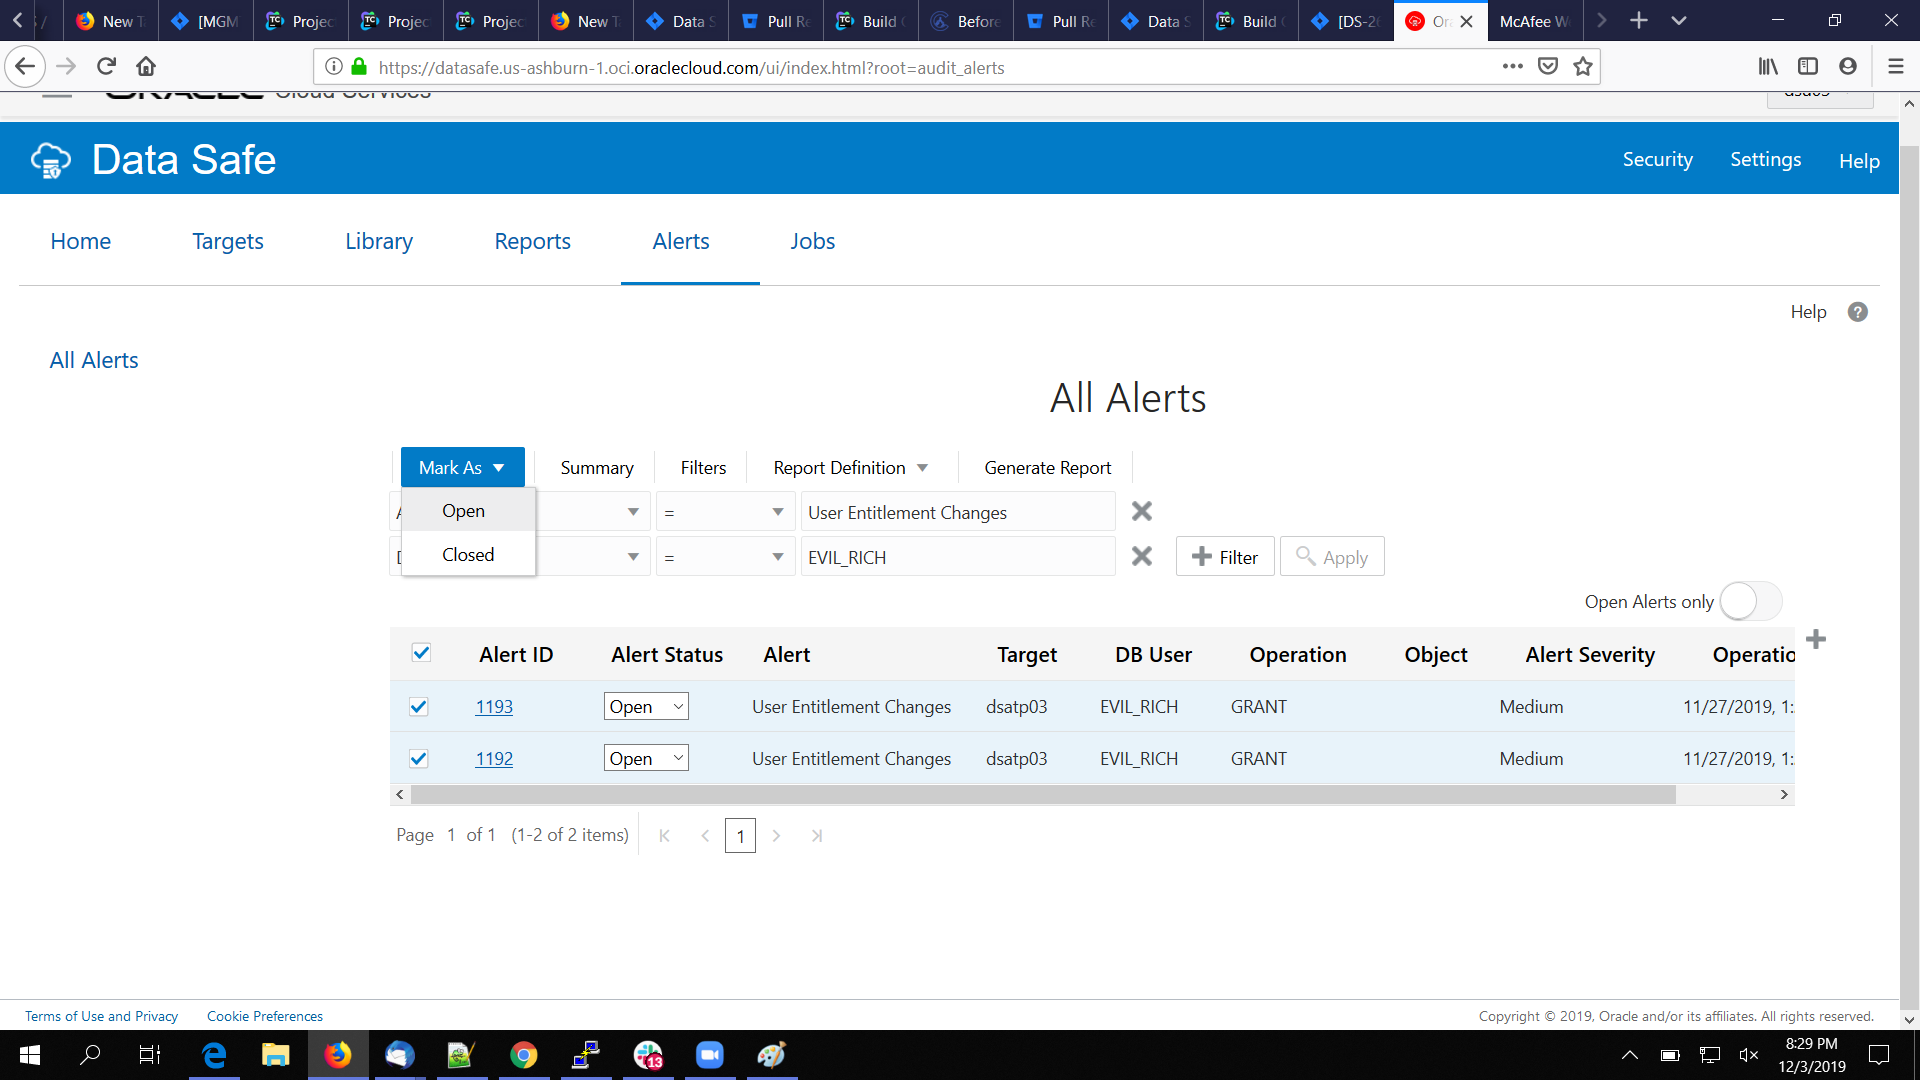 New T
[MGM
Projec
Projec
Projec
New T
Data S
Pull Re
Build
Before
Pull Re
Data S
Build
[DS-26
Ora
McAfee W
https://datasafe.us-ashburn-1.oci.oraclecloud.com/ui/index.html?root=audit_alerts
ORACLE Cloud Services
Data Safe
Security
Settings
Help
Home
Targets
Library
Reports
Alerts
Jobs
Help
All Alerts
All Alerts
Mark As
Summary
Filters
Report Definition
Generate Report
Open
=
User Entitlement Changes
Closed
=
EVIL_RICH
Filter
Apply
Open Alerts only
Alert ID
Alert Status
Alert
Target
DB User
Operation
Object
Alert Severity
Operatio
1193
Open
User Entitlement Changes
dsatp03
EVIL_RICH
GRANT
Medium
11/27/2019, 1:
1192
Open
User Entitlement Changes
dsatp03
EVIL_RICH
GRANT
Medium
11/27/2019, 1:
Page 1 of 1 (1-2 of 2 items)
1
Terms of Use and Privacy
Cookie Preferences
Copyright © 2019, Oracle and/or its affiliates. All rights reserved.
13
8:29 PM
12/3/2019